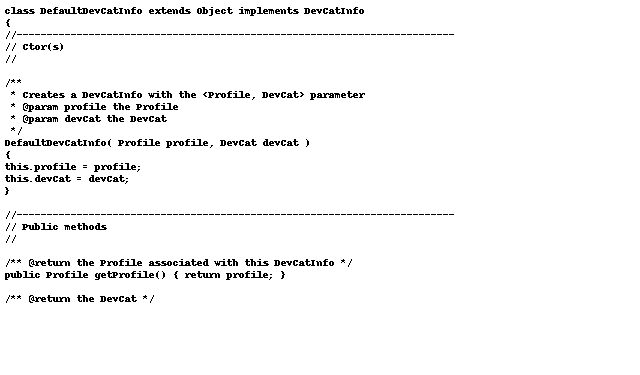 class DefaultDevCatInfo extends Object implements DevCatInfo
{
//-------------------------------------------------------------------------
// Ctor(s)
//
/**
 * Creates a DevCatInfo with the <Profile, DevCat> parameter
 * @param profile the Profile
 * @param devCat the DevCat
 */
DefaultDevCatInfo( Profile profile, DevCat devCat )
{
this.profile = profile;
this.devCat = devCat;
}
//-------------------------------------------------------------------------
// Public methods
//
/** @return the Profile associated with this DevCatInfo */
public Profile getProfile() { return profile; }
/** @return the DevCat */